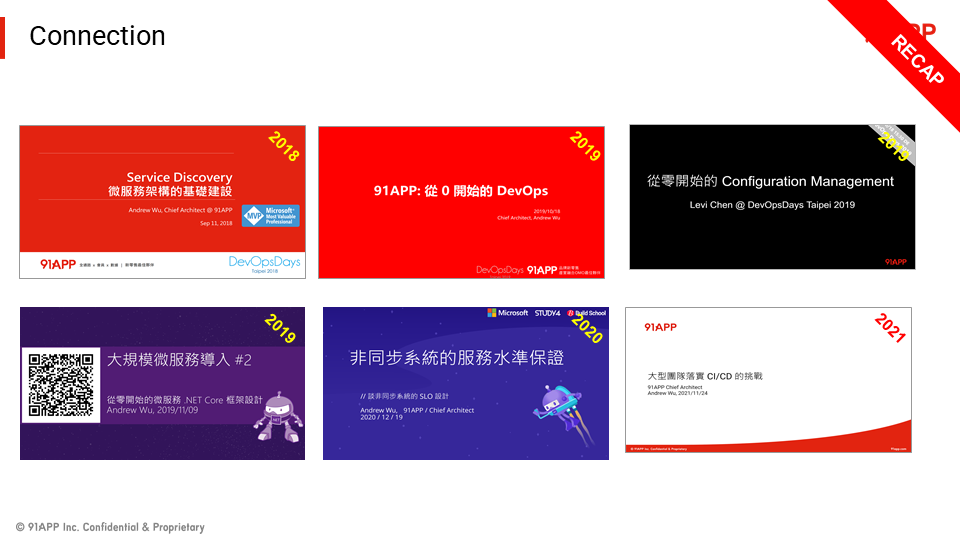 Connection
91APP
RECAP
2018
Service Discovery
微服務架構的基礎建設
Andrew Wu, Chief Architect @ 91APP
Sep 11, 2018
MVP
Microsoft®
Most Valuable
Professional
91APP
DevOpsDays
Taipei 2018
2019
91APP: 從 0 開始的 DevOps
2019/10/18
Chief Architect, Andrew Wu
DevOpsDays
91APP
2019
從零開始的 Configuration Management
Levi Chen @ DevOpsDays Taipei 2019
91APP
2019
大規模微服務導入 #2
從零開始的微服務 .NET Core 框架設計
Andrew Wu, 2019/11/09
Microsoft STUDY4 Build School
2020
非同步系統的服務水準保證
// 談非同步系統的 SLO 設計
Andrew Wu, 91APP / Chief Architect
2020 / 12 / 19
91APP
2021
大型團隊落實 CI/CD 的挑戰
91APP Chief Architect
Andrew Wu, 2021/11/24
© 91APP Inc. Confidential & Proprietary
91app.com
© 91APP Inc. Confidential & Proprietary